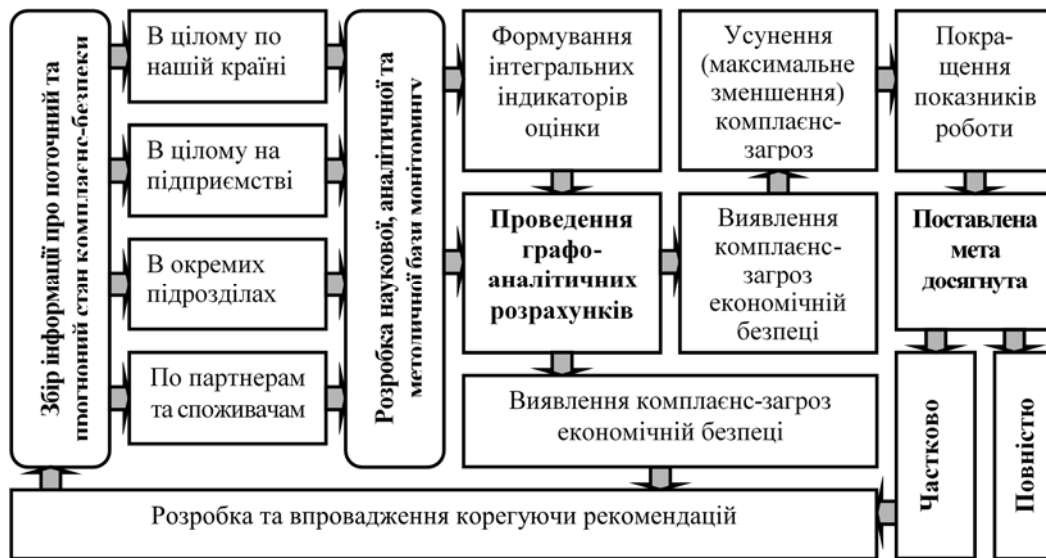 Збір інформації про поточний та
прогнозний стан комплаєнс-безпеки
В цілому по
нашій країні
В цілому на
підприємстві
В окремих
підрозділах
По партнерам
та споживачам
Розробка наукової, аналітичної та
методичної бази моніторингу
Формування
інтегральних
індикаторів
оцінки
Проведення
графо-
аналітичних
розрахунків
Усунення
(максимальне
зменшення)
комплаєнс-
загроз
Виявлення
комплаєнс-
загроз
економічній
безпеці
Покра-
щення
показників
роботи
Поставлена
мета
досягнута
Виявлення комплаєнс-загроз
економічній безпеці
Частково
Повністю
Розробка та впровадження корегуючи рекомендацій